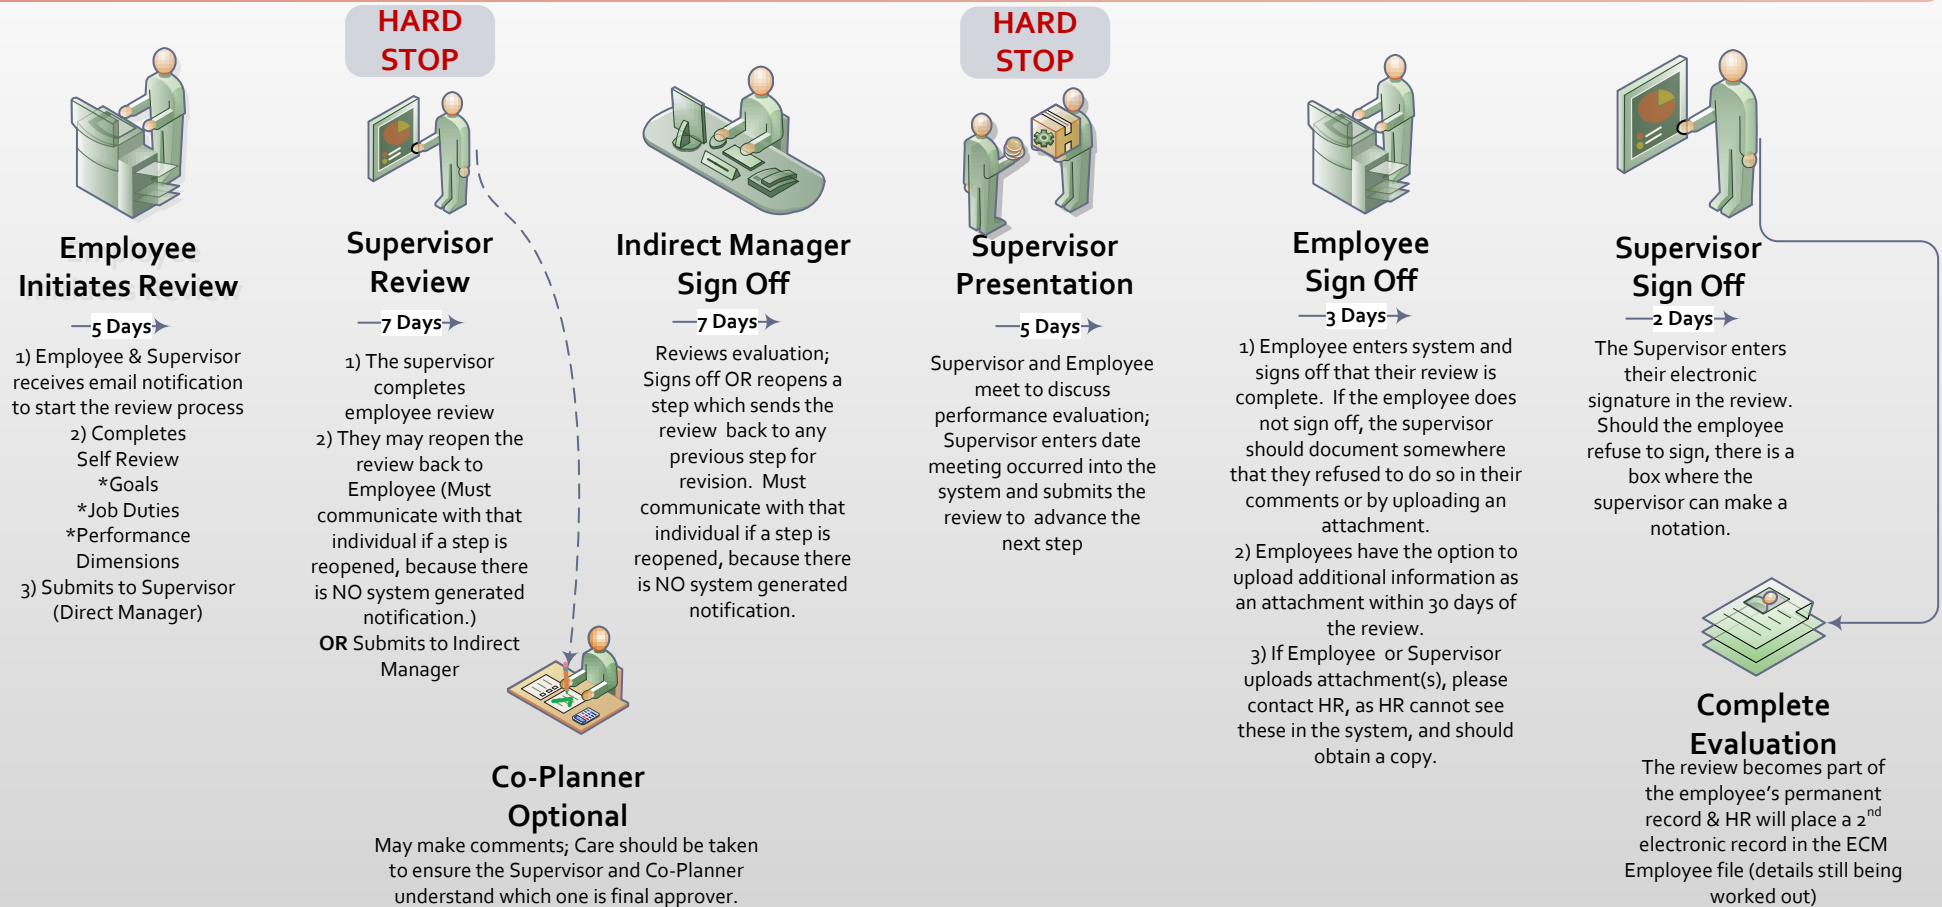 HARD
STOP
HARD
STOP
Employee
Initiates Review
5 Days
1) Employee & Supervisor
receives email notification
to start the review process
2) Completes
Self Review
*Goals
*Job Duties
*Performance
Dimensions
3) Submits to Supervisor
(Direct Manager)
Supervisor
Review
7 Days
1) The supervisor
completes
employee review
2) They may reopen the
review back to
Employee (Must
communicate with that
individual if a step is
reopened, because there
is NO system generated
notification.)
OR Submits to Indirect
Manager
Co-Planner
Optional
May make comments; Care should be taken
to ensure the Supervisor and Co-Planner
understand which one is final approver.
Indirect Manager
Sign Off
7 Days
Reviews evaluation;
Signs off OR reopens a
step which sends the
review back to any
previous step for
revision. Must
communicate with that
individual if a step is
reopened, because there
is NO system generated
notification.
Supervisor
Presentation
5 Days
Supervisor and Employee
meet to discuss
performance evaluation;
Supervisor enters date
meeting occurred into the
system and submits the
review to advance the
next step
Employee
Sign Off
3 Days
1) Employee enters system and
signs off that their review is
complete. If the employee does
not sign off, the supervisor
should document somewhere
that they refused to do so in their
comments or by uploading an
attachment.
2) Employees have the option to
upload additional information as
an attachment within 30 days of
the review.
3) If Employee or Supervisor
uploads attachment(s), please
contact HR, as HR cannot see
these in the system, and should
obtain a copy.
Supervisor
Sign Off
2 Days
The Supervisor enters
their electronic
signature in the review.
Should the employee
refuse to sign, there is a
box where the
supervisor can make a
notation.
Complete
Evaluation
The review becomes part of
the employee's permanent
record & HR will place a 2nd
electronic record in the ECM
Employee file (details still being
worked out)